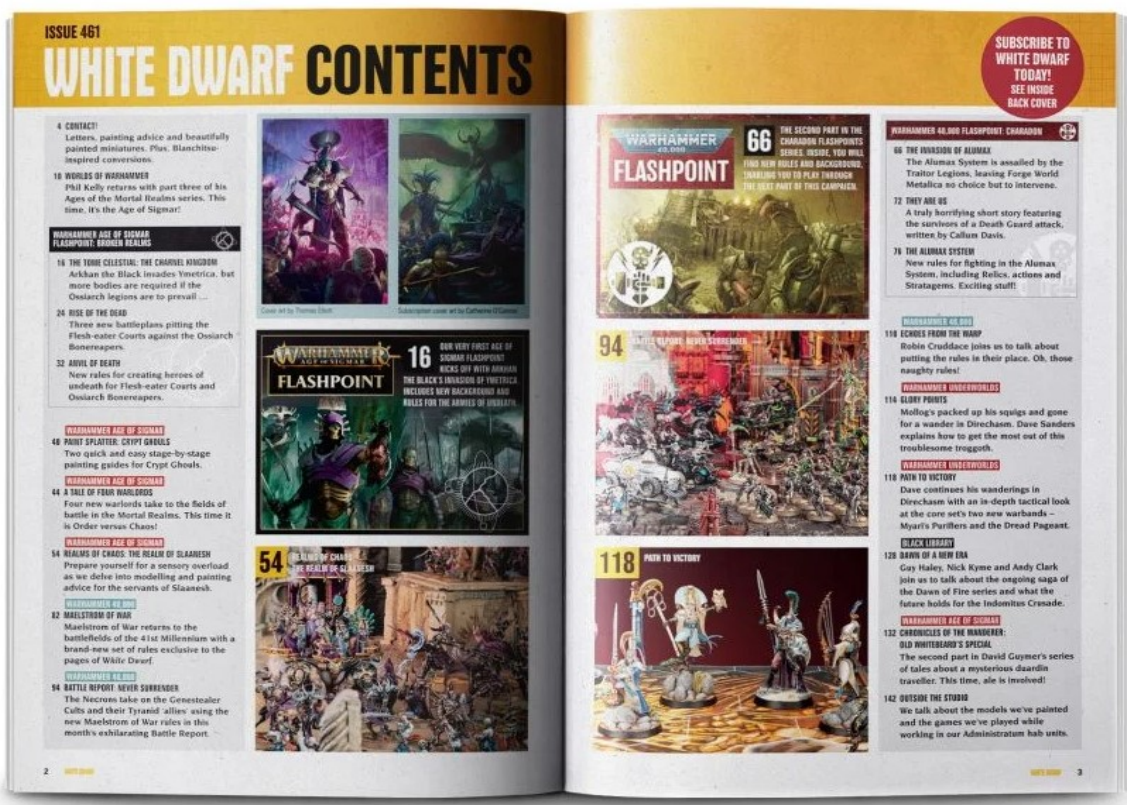 ISSUE 461
WHITE DWARF CONTENTS
4 CONTACT!
Letters, painting advice and beautifully
painted miniatures. Plus, Blanchitsu-
inspired conversions.
10 WORLDS OF WARHAMMER
Phil Kelly returns with part three of his
Ages of the Mortal Realms series. This
time, it's the Age of Sigmar!
WARHAMMER AGE OF SIGMAR
FLASHPOINT: BROKEN REALMS
16 THE TOME CELESTIAL: THE CHARNEL KINGDOM
Arkhan the Black invades Ymetrica, but
more bodies are required if the
Ossiarch legions are to prevail ...
24 RISE OF THE DEAD
Three new battleplans pitting the
Flesh-eater Courts against the Ossiarch
Bonereapers.
32 ANVIL OF DEATH
New rules for creating heroes of
undeath for Flesh-eater Courts and
Ossiarch Bonereapers.
WARHAMMER AGE OF SIGMAR
40 PAINT SPLATTER: CRYPT GHOULS
Two quick and easy stage-by-stage
painting guides for Crypt Ghouls.
WARHAMMER AGE OF SIGMAR
44 A TALE OF FOUR WARLORDS
Four new warlords take to the fields of
battle in the Mortal Realms. This time it
is Order versus Chaos!
WARHAMMER AGE OF SIGMAR
54 REALMS OF CHAOS: THE REALM OF SLAANESH
Prepare yourself for a sensory overload
as we delve into modelling and painting
advice for the servants of Slaanesh.
WARHAMMER 40,000
82 MAELSTROM OF WAR
Maelstrom of War returns to the
battlefields of the 41st Millennium with a
brand-new set of rules exclusive to the
pages of White Dwarf.
WARHAMMER 40,000
94 BATTLE REPORT: NEVER SURRENDER
The Necrons take on the Genestealer
Cults and their Tyranid 'allies' using the
new Maelstrom of War rules in this
month's exhilarating Battle Report.
2 WHITE DWARF
Cover art by Thomas Elliott
Subscription cover art by Catherine O'Connor
WARHAMMER
AGE OF SIGMAR
FLASHPOINT
16
OUR VERY FIRST AGE OF
SIGMAR FLASHPOINT
KICKS OFF WITH ARKHAN
THE BLACK'S INVASION OF YMETRICA.
INCLUDES NEW BACKGROUND AND
RULES FOR THE ARMIES OF UNDEATH.
54
REALMS OF CHAOS:
THE REALM OF SLAANESH
SUBSCRIBE TO
WHITE DWARF
TODAY!
SEE INSIDE
BACK COVER
WARHAMMER
40,000
FLASHPOINT
66
THE SECOND PART IN THE
CHARADON FLASHPOINTS
SERIES. INSIDE, YOU WILL
FIND NEW RULES AND BACKGROUND,
ENABLING YOU TO PLAY THROUGH
THE NEXT PART OF THIS CAMPAIGN.
94 BATTLE REPORT: NEVER SURRENDER
118 PATH TO VICTORY
WARHAMMER 40,000 FLASHPOINT: CHARADON
66 THE INVASION OF ALUMAX
The Alumax System is assailed by the
Traitor Legions, leaving Forge World
Metalica no choice but to intervene.
72 THEY ARE US
A truly horrifying short story featuring
the survivors of a Death Guard attack,
written by Callum Davis.
76 THE ALUMAX SYSTEM
New rules for fighting in the Alumax
System, including Relics, actions and
Stratagems. Exciting stuff!
WARHAMMER 40,000
110 ECHOES FROM THE WARP
Robin Cruddace joins us to talk about
putting the rules in their place. Oh, those
naughty rules!
WARHAMMER UNDERWORLDS
114 GLORY POINTS
Mollog's packed up his squigs and gone
for a wander in Direchasm. Dave Sanders
explains how to get the most out of this
troublesome troggoth.
WARHAMMER UNDERWORLDS
118 PATH TO VICTORY
Dave continues his wanderings in
Direchasm with an in-depth tactical look
at the core set's two new warbands –
Myari's Purifiers and the Dread Pageant.
BLACK LIBRARY
128 DAWN OF A NEW ERA
Guy Haley, Nick Kyme and Andy Clark
join us to talk about the ongoing saga of
the Dawn of Fire series and what the
future holds for the Indomitus Crusade.
WARHAMMER AGE OF SIGMAR
132 CHRONICLES OF THE WANDERER:
OLD WHITEBEARD'S SPECIAL
The second part in David Guymer's series
of tales about a mysterious duardin
traveller. This time, ale is involved!
142 OUTSIDE THE STUDIO
We talk about the models we've painted
and the games we've played while
working in our Administratum hab units.
WHITE DWARF 3